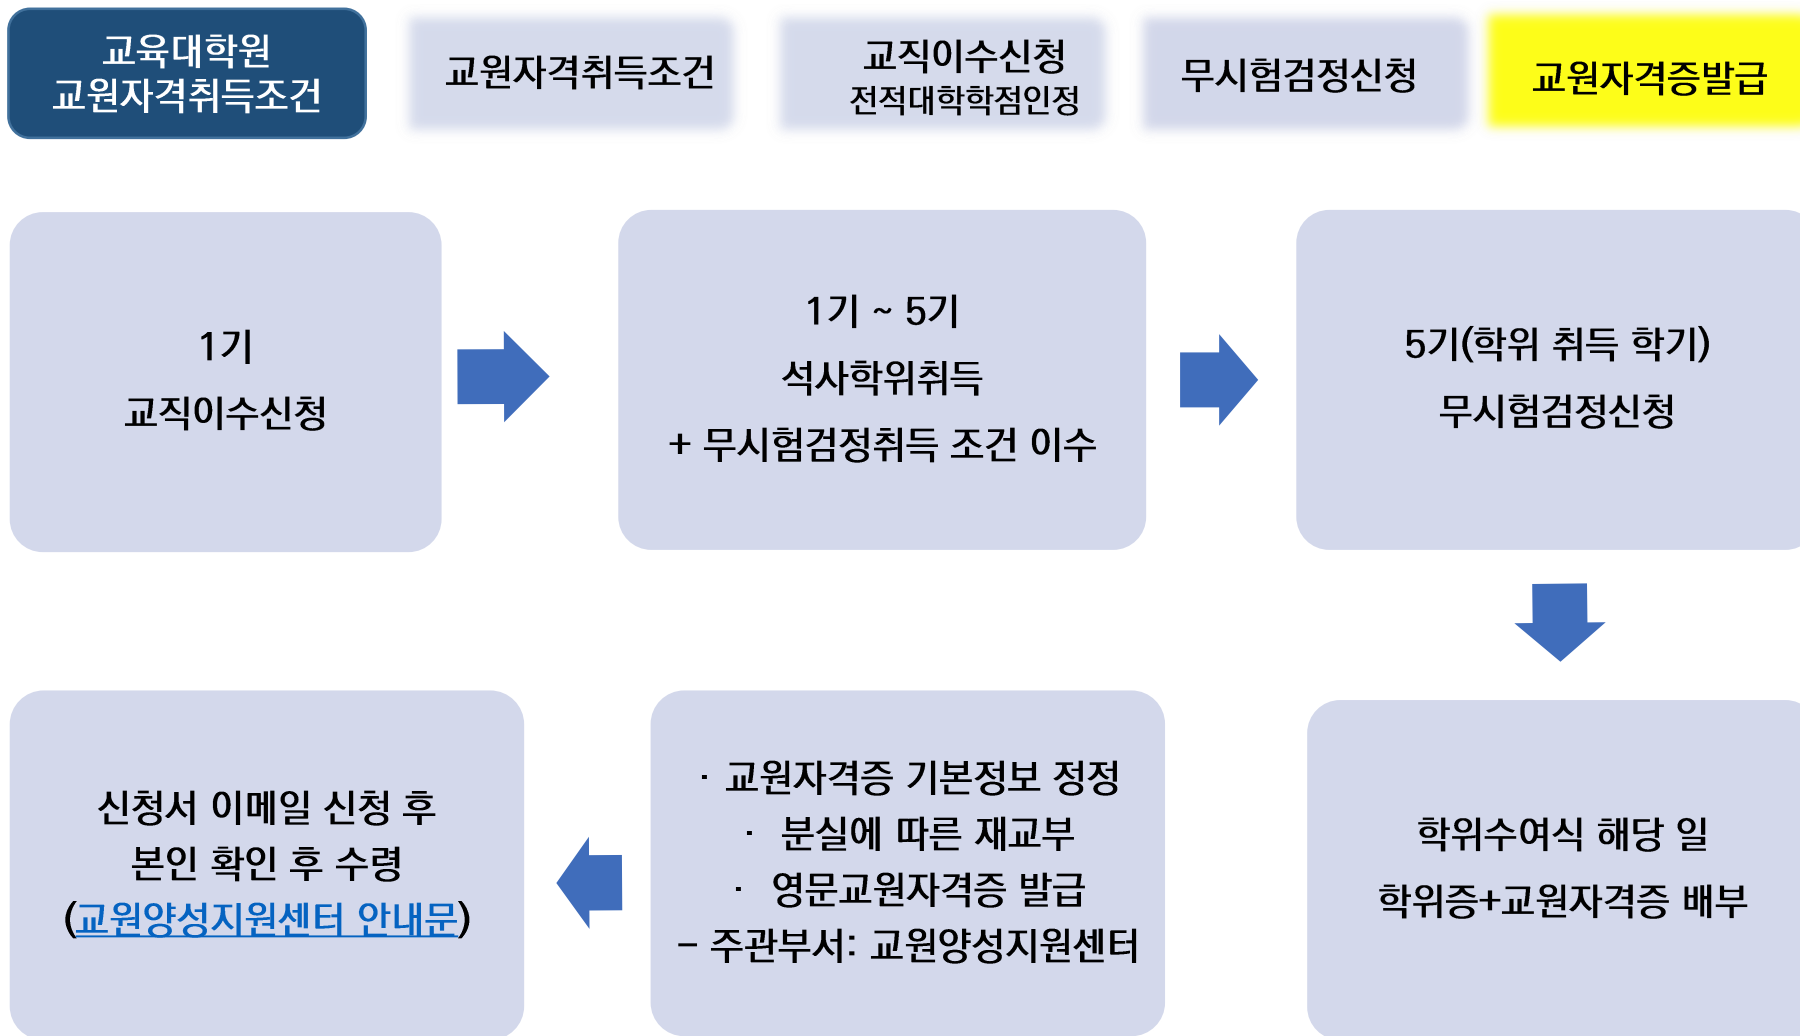 교육대학원
교원자격취득조건
교원자격취득조건
교직이수신청
전적대학학점인정
무시험검정신청
교원자격증발급
1기
교직이수신청
1기 ~ 5기
석사학위취득
+ 무시험검정취득 조건 이수
5기(학위 취득 학기)
무시험검정신청
신청서 이메일 신청 후
본인 확인 후 수령
(교원양성지원센터 안내문)
· 교원자격증 기본정보 정정
· 분실에 따른 재교부
· 영문교원자격증 발급
– 주관부서: 교원양성지원센터
학위수여식 해당 일
학위증+교원자격증 배부